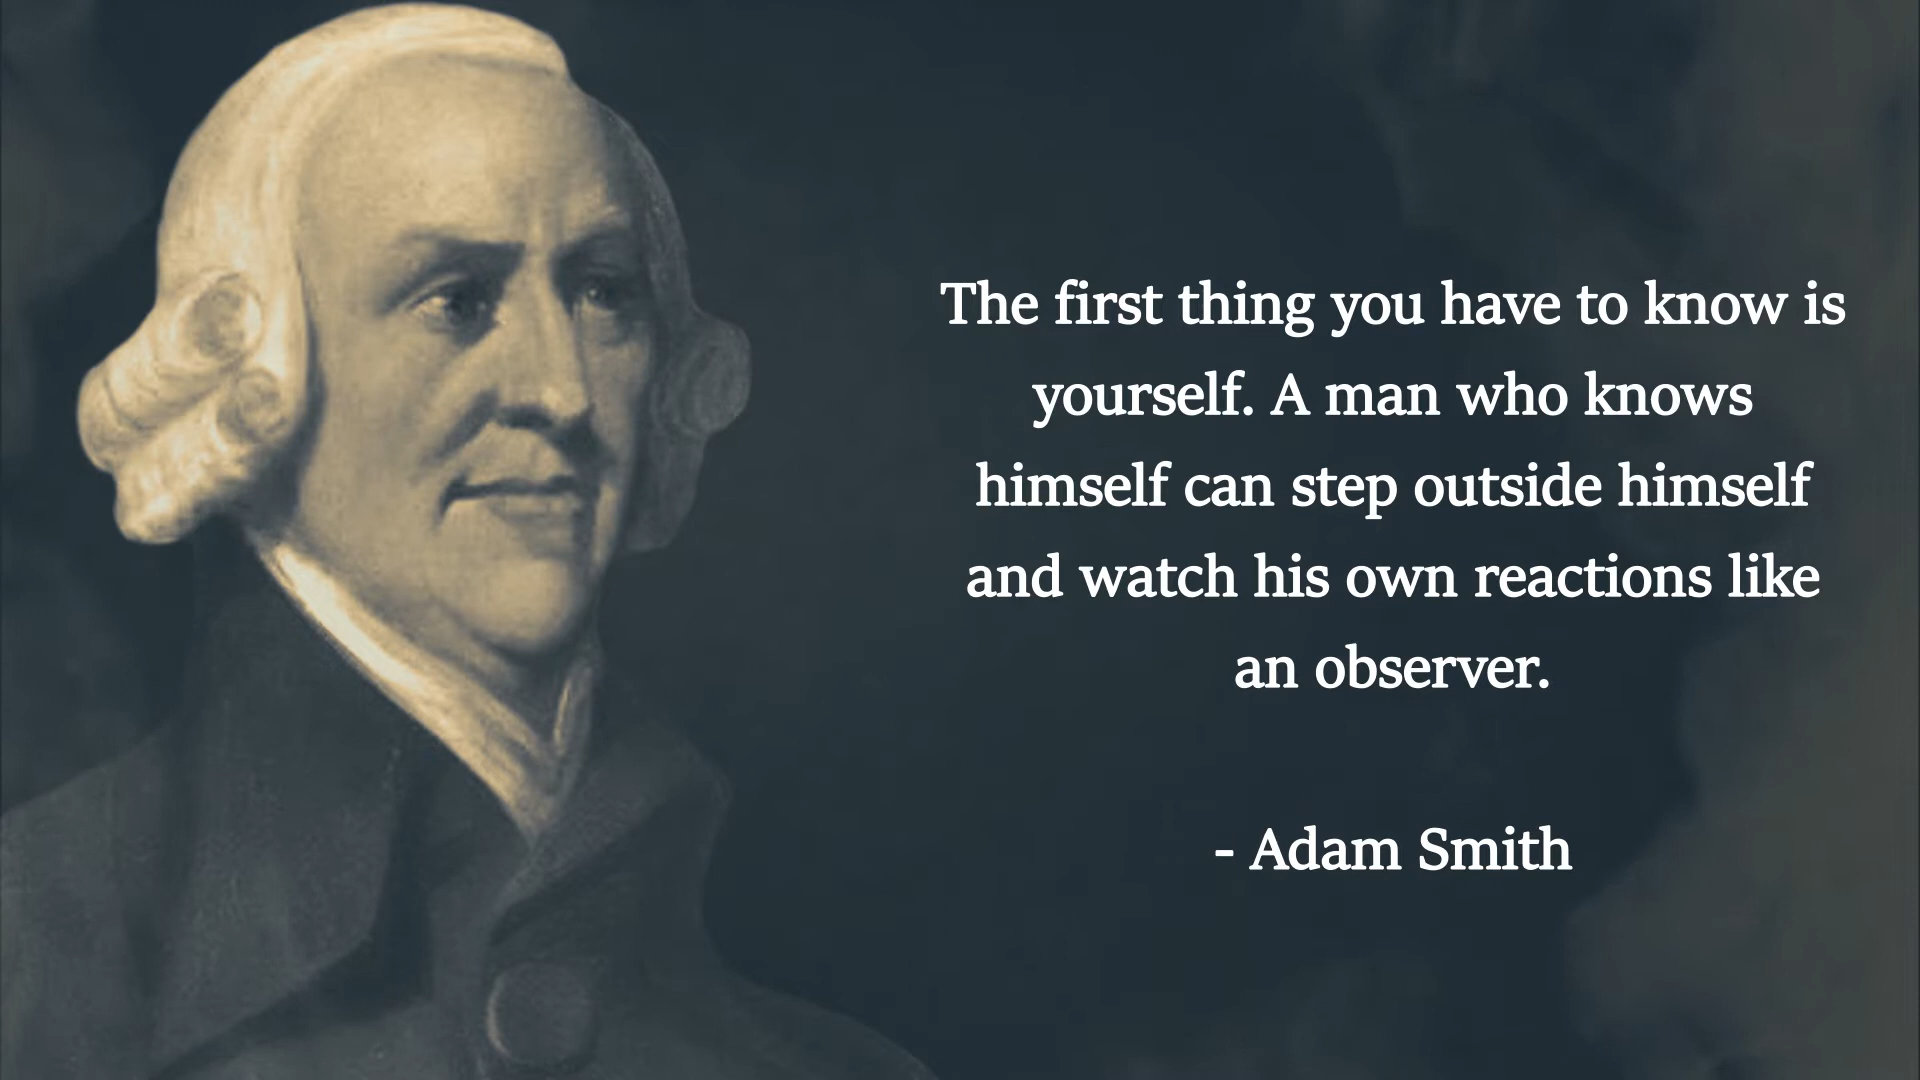 The first thing you have to know is
yourself. A man who knows
himself can step outside himself
and watch his own reactions like
an observer.
- Adam Smith